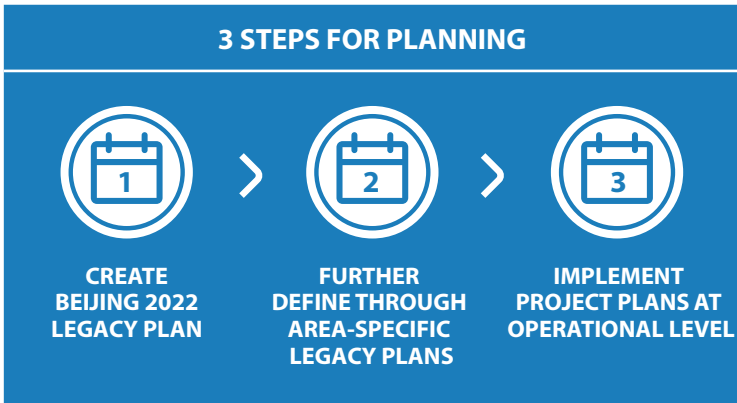 3 STEPS FOR PLANNING
1
2
3
CREATE
BEIJING 2022
LEGACY PLAN
FURTHER
DEFINE THROUGH
AREA-SPECIFIC
LEGACY PLANS
IMPLEMENT
PROJECT PLANS AT
OPERATIONAL LEVEL